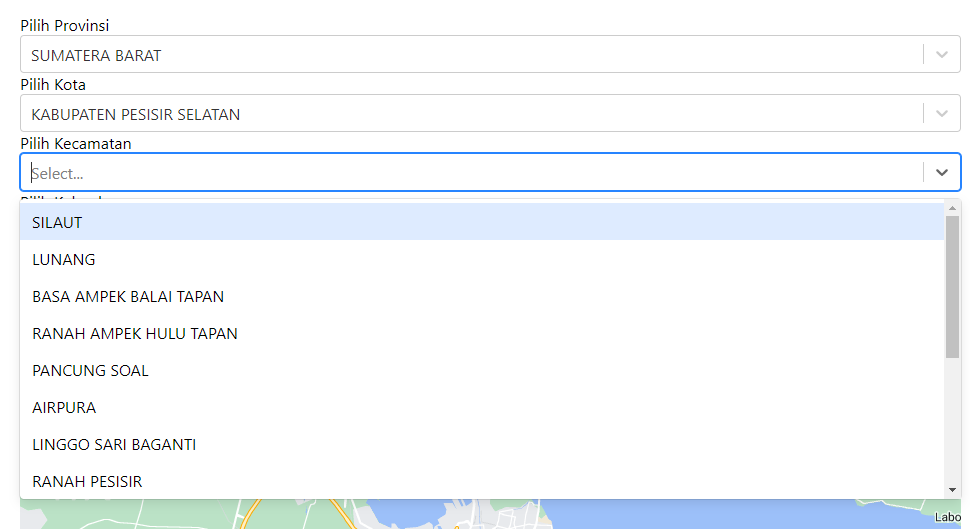 Pilih Provinsi
SUMATERA BARAT
Pilih Kota
KABUPATEN PESISIR SELATAN
Pilih Kecamatan
Select...
SILAUT
LUNANG
BASA AMPEK BALAI TAPAN
RANAH AMPEK HULU TAPAN
PANCUNG SOAL
AIRPURA
LINGGO SARI BAGANTI
RANAH PESISIR
Labo